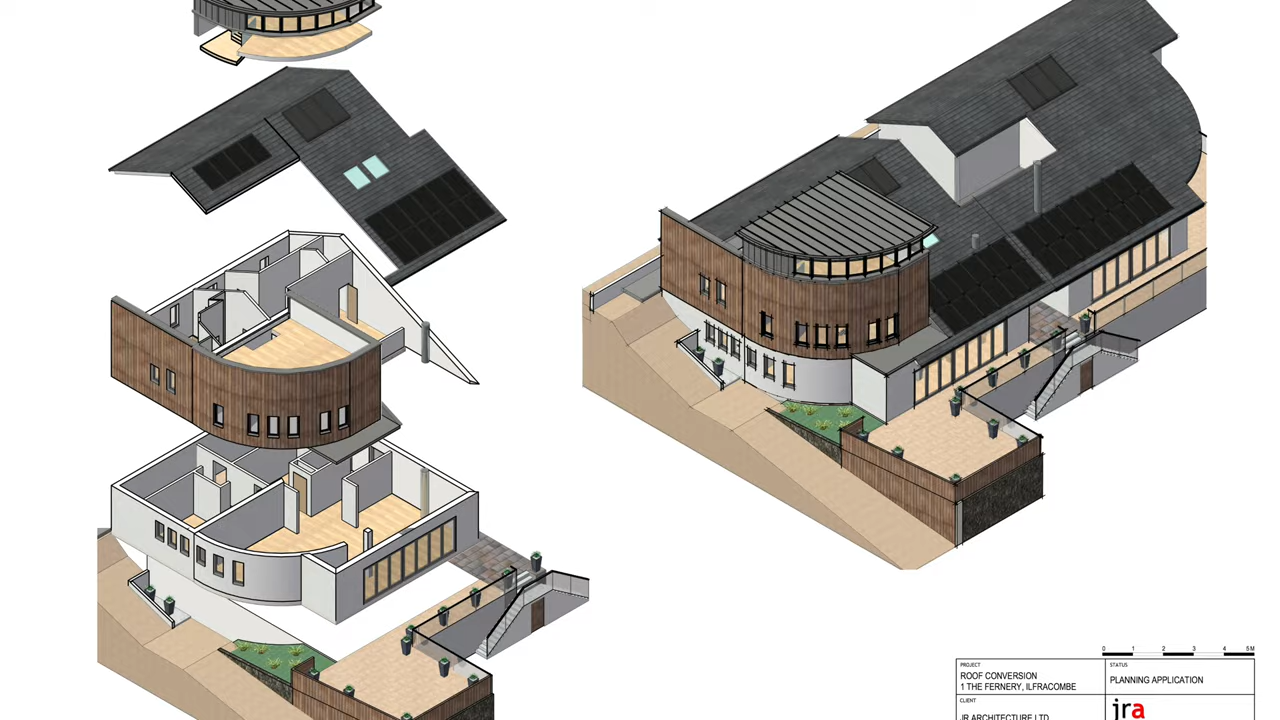 0 1 2 3 4 5M
PROJECT
ROOF CONVERSION
1 THE FERNERY, ILFRACOMBE
STATUS
PLANNING APPLICATION
CLIENT
JR ARCHITECTURE LTD
jra